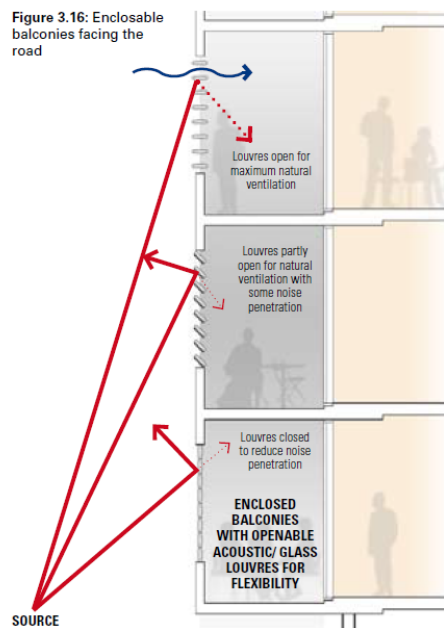 Figure 3.16: Enclosable
balconies facing the
road
Louvres open for
maximum natural
ventilation
Louvres partly
open for natural
ventilation with
some noise
penetration
Louvres closed
to reduce noise
penetration
ENCLOSED
BALCONIES
WITH OPENABLE
ACOUSTIC/ GLASS
LOUVRES FOR
FLEXIBILITY
SOURCE